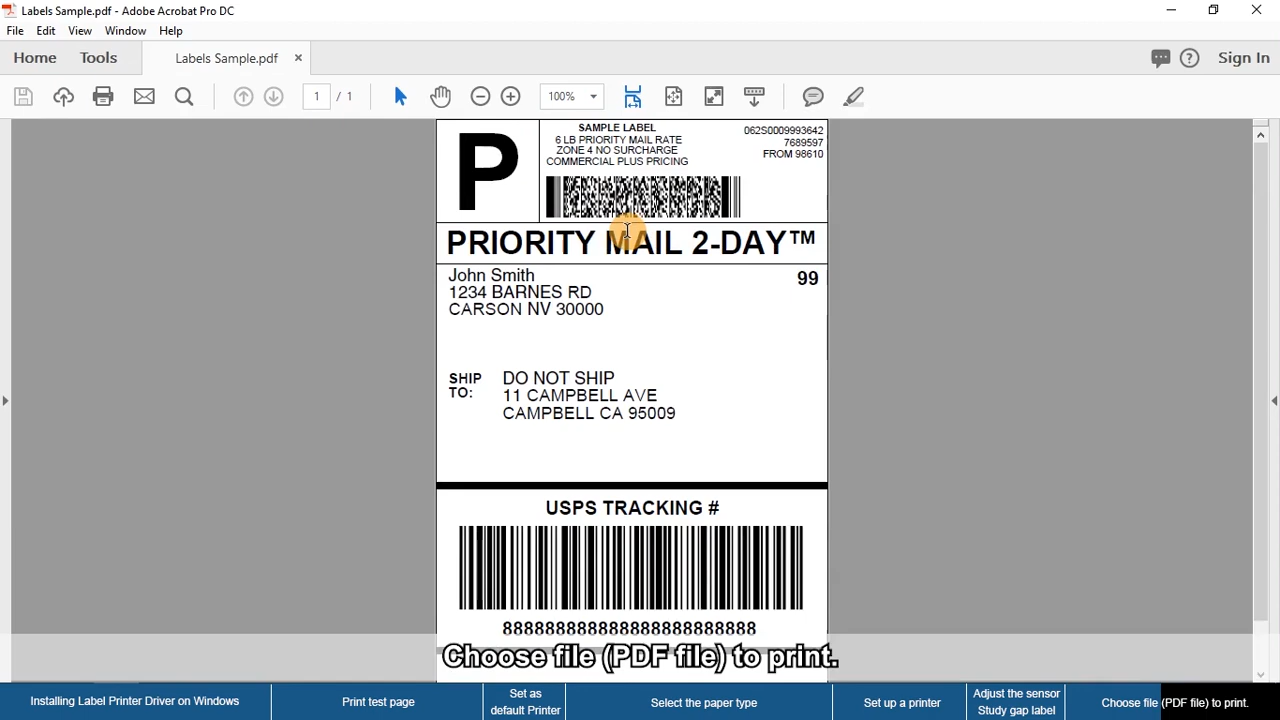 Labels Sample.pdf - Adobe Acrobat Pro DC
File Edit View Window Help
Home Tools Labels Sample.pdf × Sign In
1 / 1 100%
P
SAMPLE LABEL
6 LB PRIORITY MAIL RATE
ZONE 4 NO SURCHARGE
COMMERCIAL PLUS PRICING
062S0009993642
7689597
FROM 98610
PRIORITY MAIL 2-DAY™
John Smith
1234 BARNES RD
CARSON NV 30000
99
SHIP
TO:
DO NOT SHIP
11 CAMPBELL AVE
CAMPBELL CA 95009
USPS TRACKING #
Choose file (PDF file) to print.
Installing Label Printer Driver on Windows
Print test page
Set as
default Printer
Select the paper type
Set up a printer
Adjust the sensor
Study gap label
Choose file (PDF file) to print.